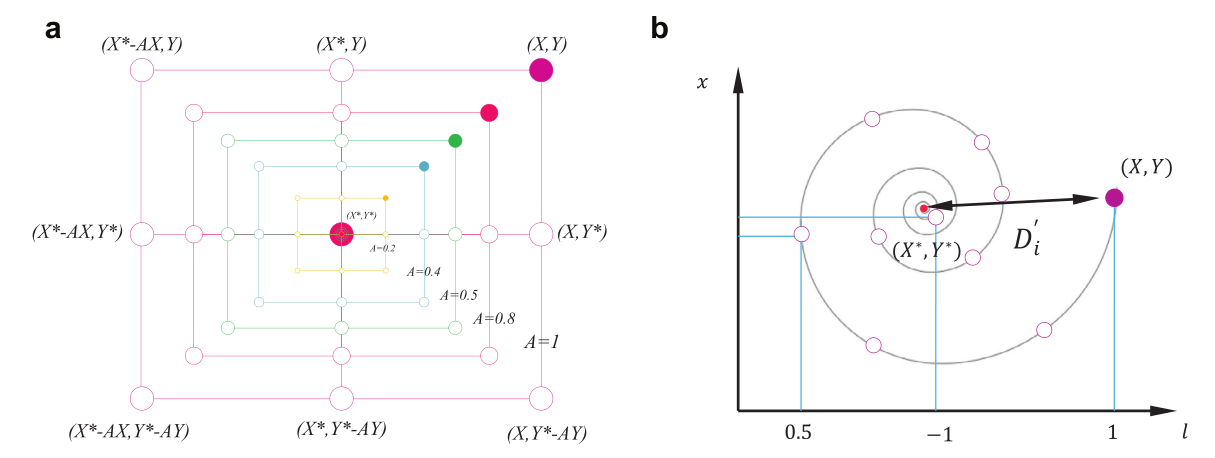 a
(X*-AX,Y)
(X*,Y)
(X,Y)
(X*-AX,Y*)
(X*,Y*)
(X,Y*)
A=0.2
A=0.4
A=0.5
A=0.8
A=1
(X*-AX,Y*-AY)
(X*,Y*-AY)
(X,Y*-AY)
b
x
(X,Y)
(X*,Y*)
D'i
0.5
−1
1
l